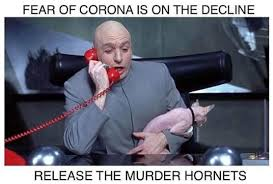 FEAR OF CORONA IS ON THE DECLINE
RELEASE THE MURDER HORNETS